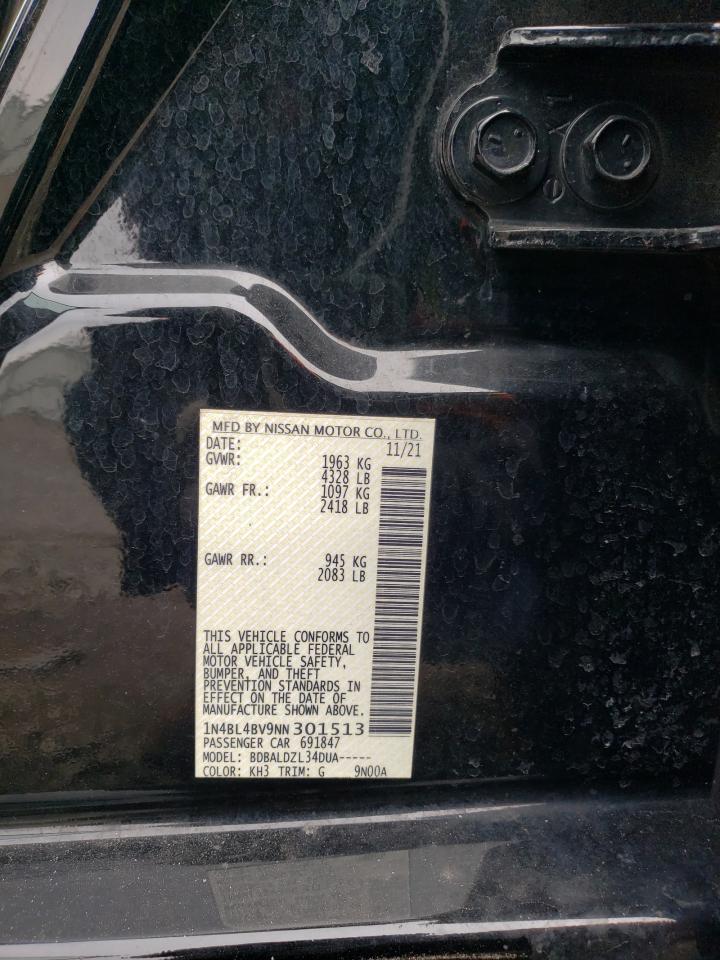 MFD BY NISSAN MOTOR CO., LTD.
DATE: 11/21
GVWR: 1963 KG
4328 LB
GAWR FR.: 1097 KG
2418 LB
GAWR RR.: 945 KG
2083 LB
THIS VEHICLE CONFORMS TO
ALL APPLICABLE FEDERAL
MOTOR VEHICLE SAFETY,
BUMPER, AND THEFT
PREVENTION STANDARDS IN
EFFECT ON THE DATE OF
MANUFACTURE SHOWN ABOVE.
1N4BL4BV9NN301513
PASSENGER CAR 691847
MODEL: BDBALDZL34DUA-----
COLOR: KH3 TRIM: G 9N00A